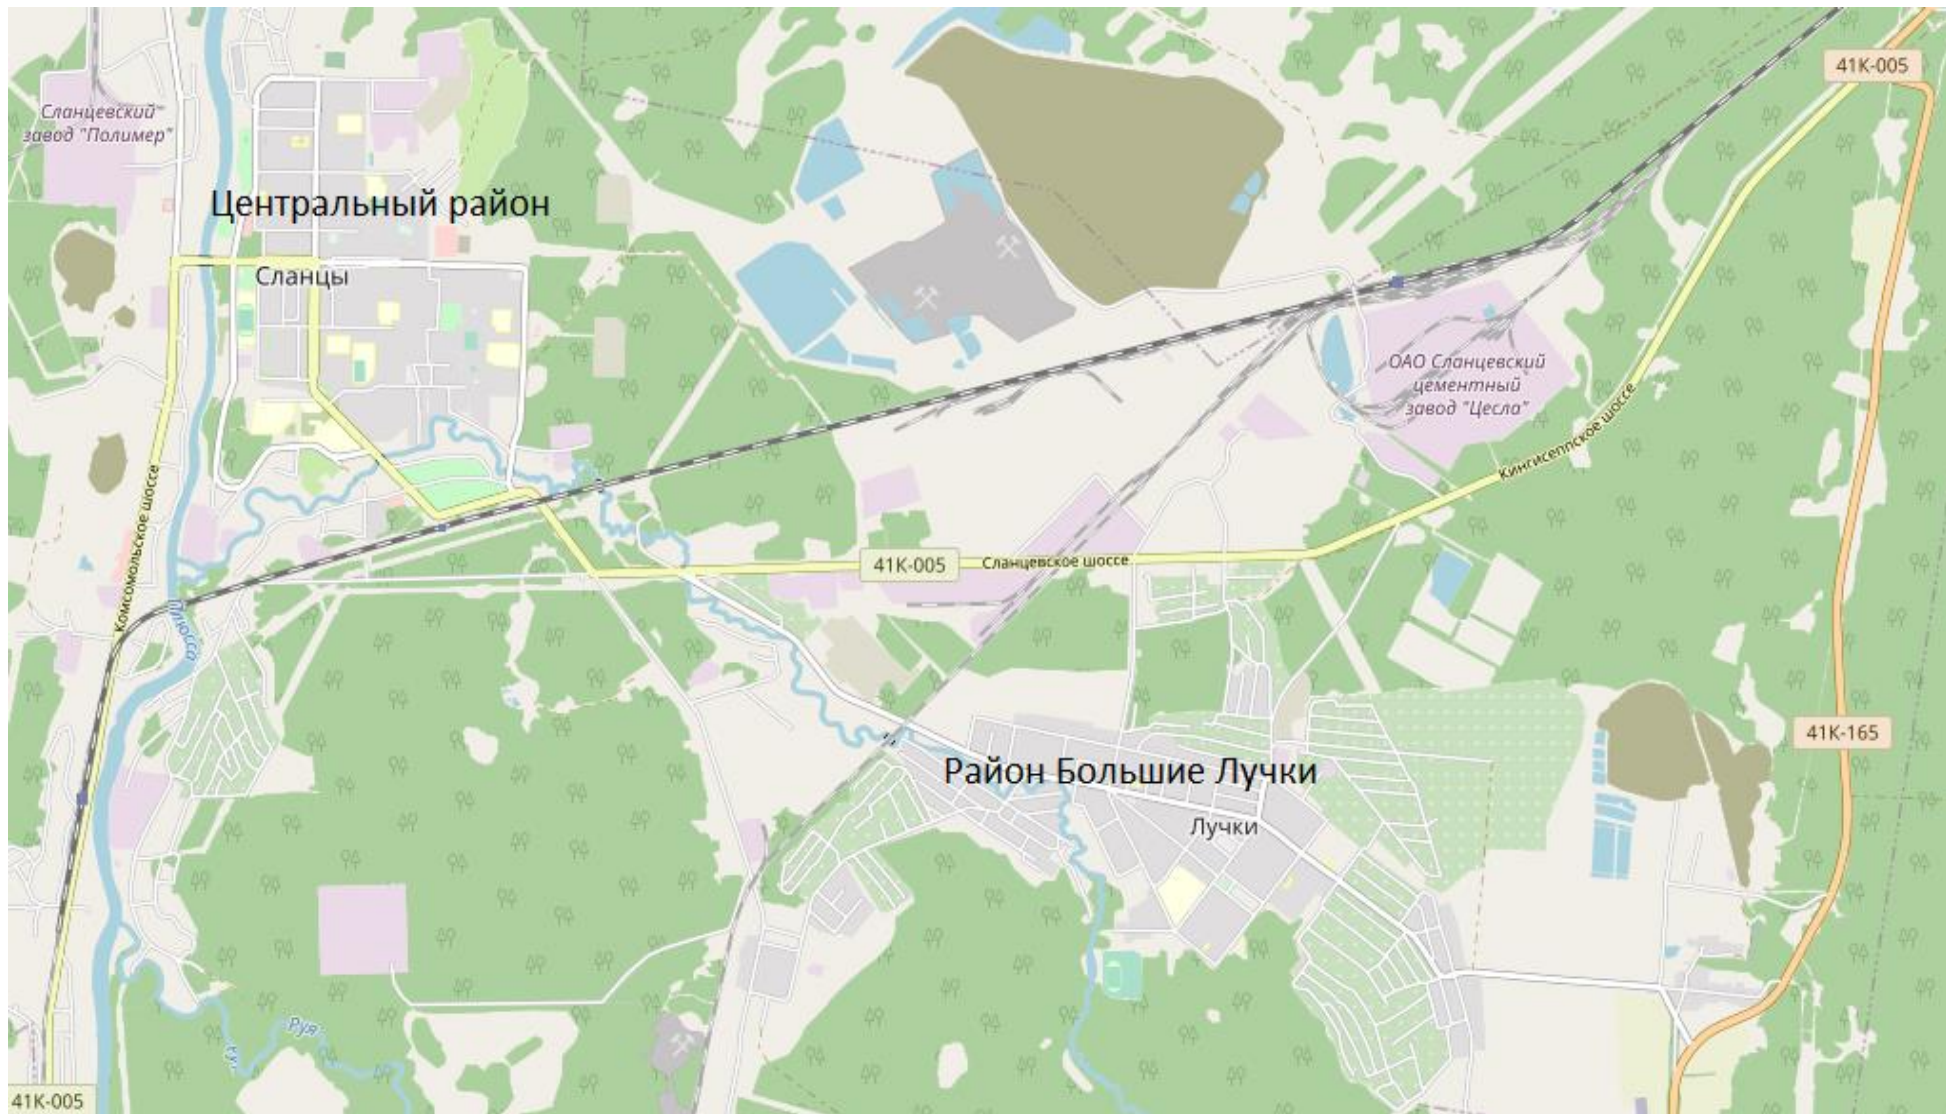 41К-005
Сланцевский
завод "Полимер"
Центральный район
Сланцы
ОАО Сланцевский
цементный
завод "Цесла"
Кингисеппское шоссе
Комсомольское шоссе
41К-005
Сланцевское шоссе
Плюсса
41К-165
Район Большие Лучки
Лучки
Руя
41К-005